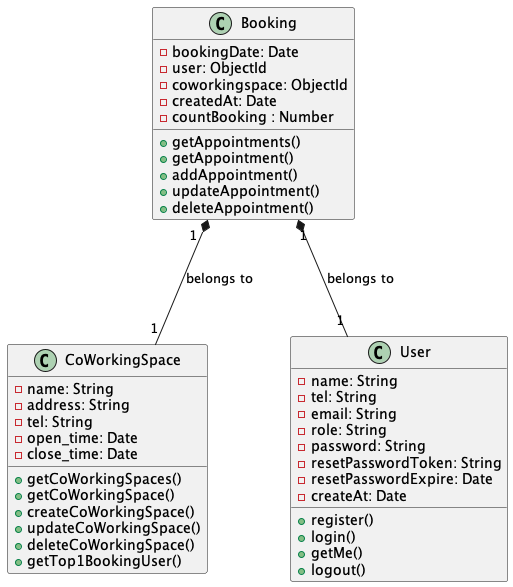 C Booking
bookingDate: Date
user: ObjectId
coworkingspace: ObjectId
createdAt: Date
countBooking : Number
getAppointments()
getAppointment()
addAppointment()
updateAppointment()
deleteAppointment()
1
1
belongs to
belongs to
1
1
C CoWorkingSpace
name: String
address: String
tel: String
open_time: Date
close_time: Date
getCoWorkingSpaces()
getCoWorkingSpace()
createCoWorkingSpace()
updateCoWorkingSpace()
deleteCoWorkingSpace()
getTop1BookingUser()
C User
name: String
tel: String
email: String
role: String
password: String
resetPasswordToken: String
resetPasswordExpire: Date
createAt: Date
register()
login()
getMe()
logout()